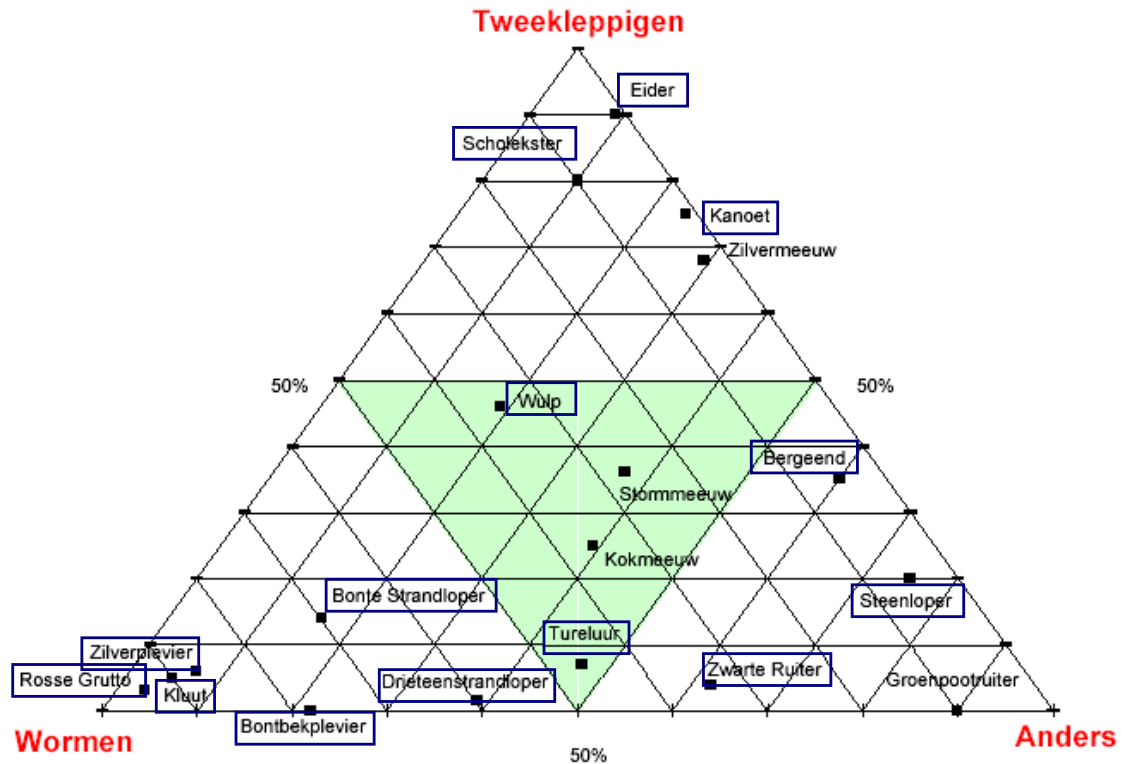 Tweekleppigen
Eider
Scholekster
Kanoet
Zilvermeeuw
50%
50%
Wulp
Bergeend
Stormmeeuw
Kokmeeuw
Bonte Strandloper
Steenloper
Tureluur
Zilverplevier
Zwarte Ruiter
Rosse Grutto
Drieteenstrandloper
Groenpootruiter
Kluut
Bontbekplevier
Wormen
Anders
50%